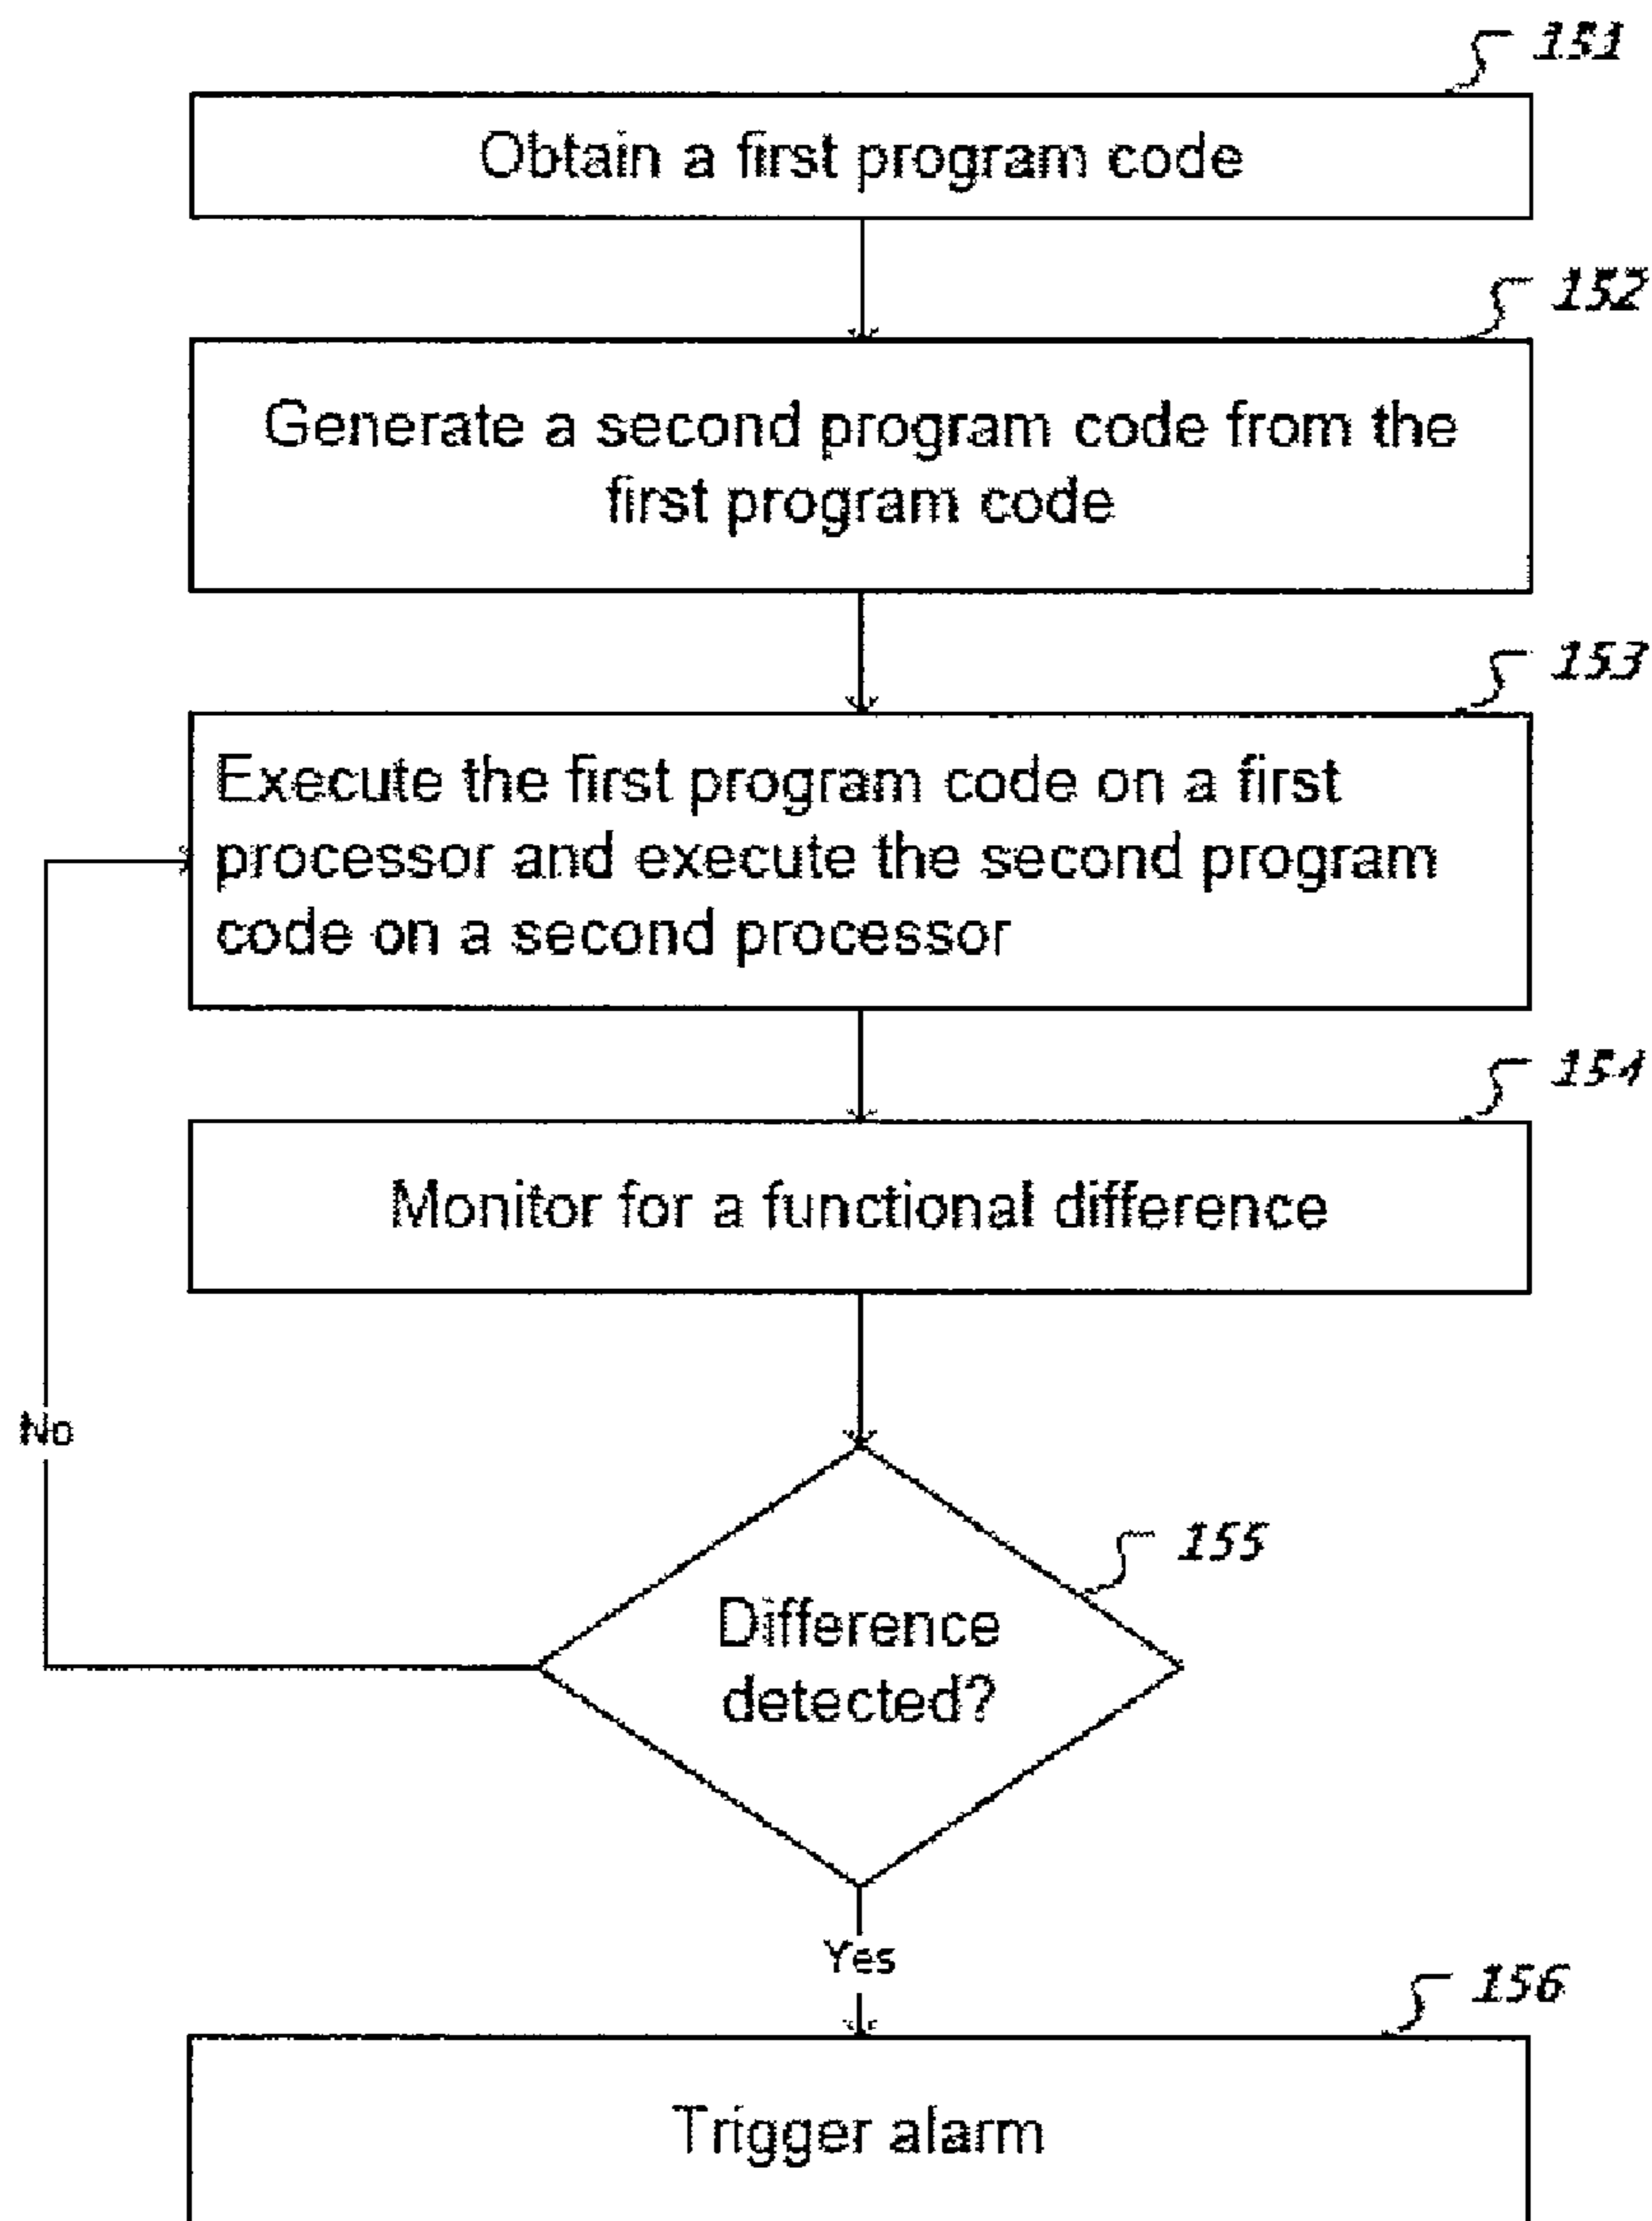 151
Obtain a first program code
152
Generate a second program code from the
first program code
153
Execute the first program code on a first
processor and execute the second program
code on a second processor
154
Monitor for a functional difference
No
155
Difference
detected?
Yes
156
Trigger alarm